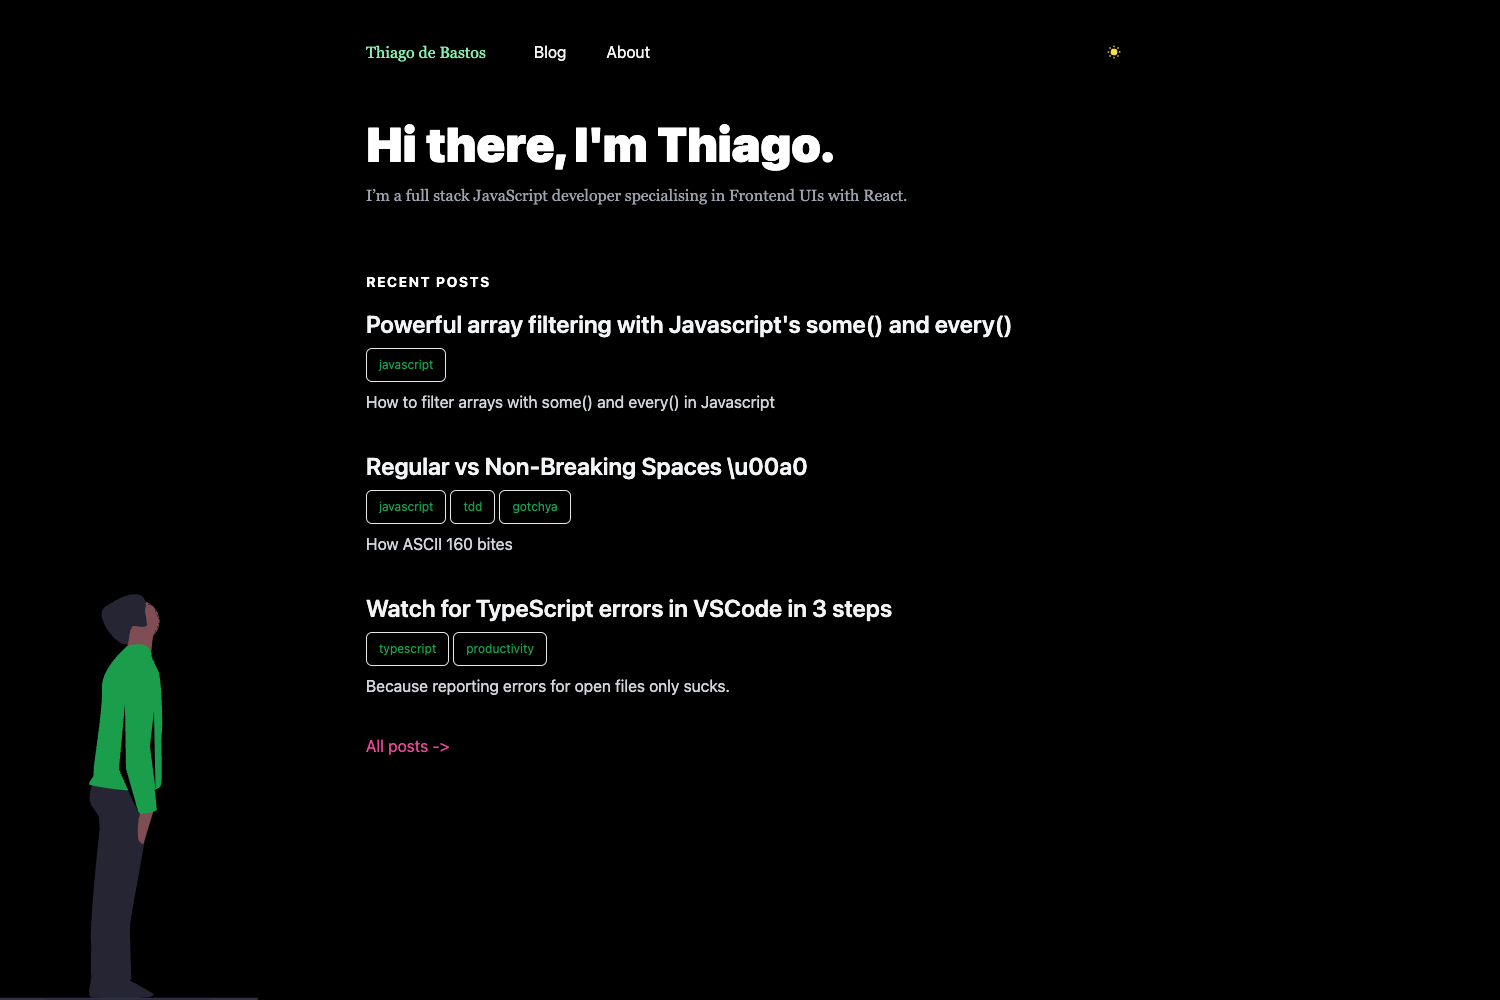 Thiago de Bastos Blog About
Hi there, I'm Thiago.
I’m a full stack JavaScript developer specialising in Frontend UIs with React.
RECENT POSTS
Powerful array filtering with Javascript's some() and every()
javascript
How to filter arrays with some() and every() in Javascript
Regular vs Non-Breaking Spaces \u00a0
javascript tdd gotchya
How ASCII 160 bites
Watch for TypeScript errors in VSCode in 3 steps
typescript productivity
Because reporting errors for open files only sucks.
All posts ->